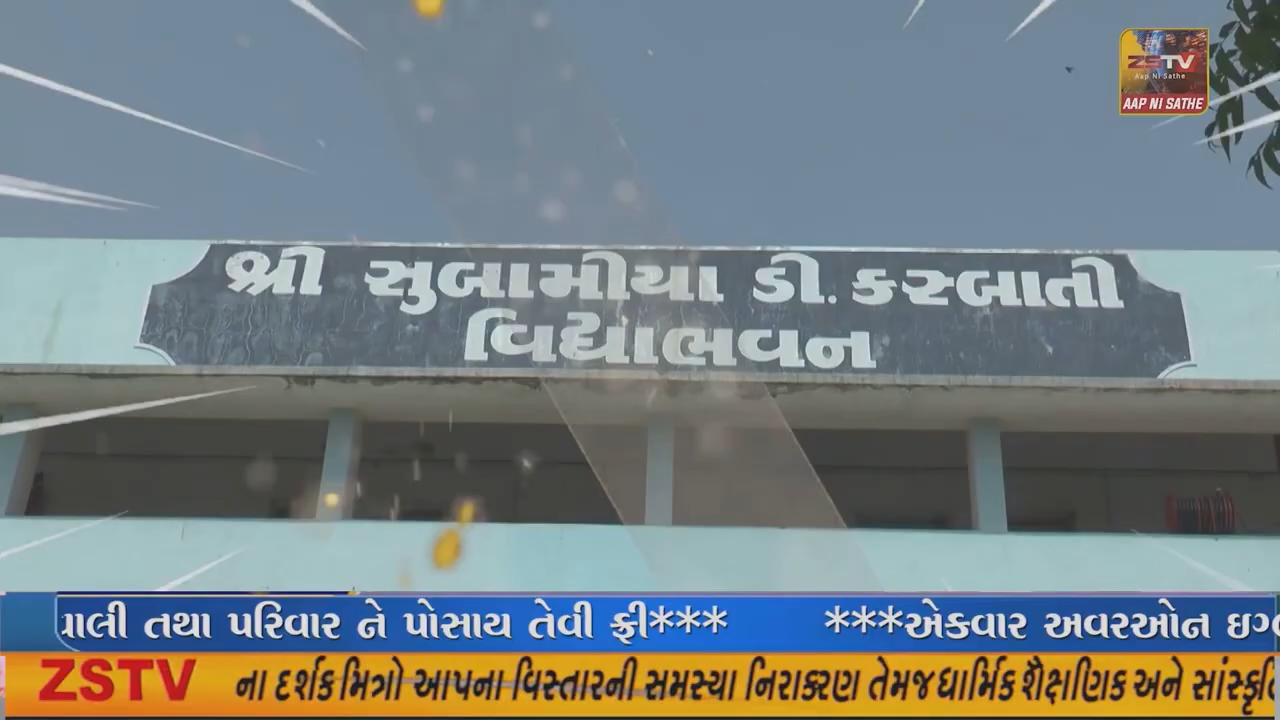 ZSTV
Aap Ni Sathe
AAP NI SATHE
શ્રી સુબામીયા ડી. કરબાતી
વિદ્યાભવન
તથા પરિવાર ને પોસાય તેવી ફ્રી*** ***એકવાર અવરઓન
ZSTV ના દર્શક મિત્રો આપના વિસ્તારની સમસ્યા નિરાકરણ તેમજ ધાર્મિક શૈક્ષણિક અને